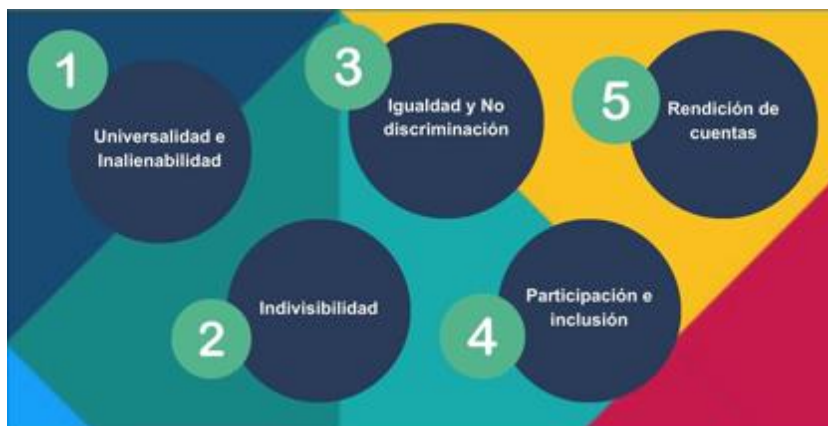 1
Universalidad e
Inalienabilidad
2
Indivisibilidad
3
Igualdad y No
discriminación
4
Participación e
inclusión
5
Rendición de
cuentas